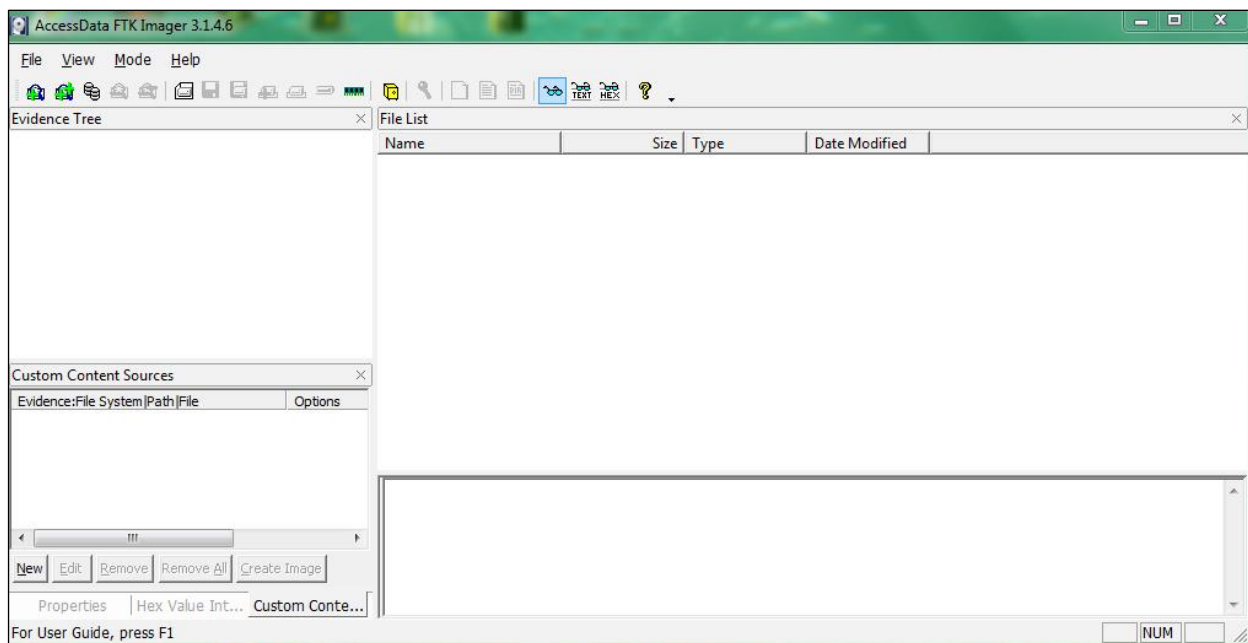 AccessData FTK Imager 3.1.4.6
File View Mode Help
TEXT HEX ?
Evidence Tree
File List
Name Size Type Date Modified
Custom Content Sources
Evidence:File System|Path|File Options
New Edit Remove Remove All Create Image
Properties Hex Value Int... Custom Conte...
For User Guide, press F1 NUM